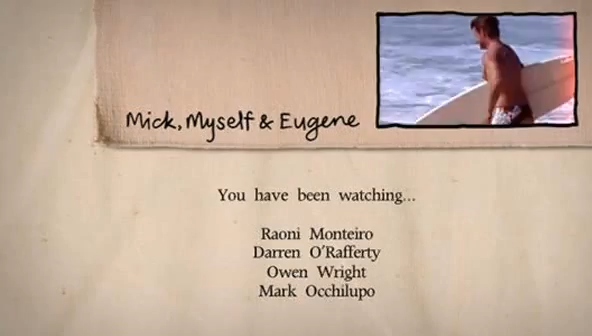 Mick, Myself & Eugene
You have been watching...
Raoni Monteiro
Darren O'Rafferty
Owen Wright
Mark Occhilupo